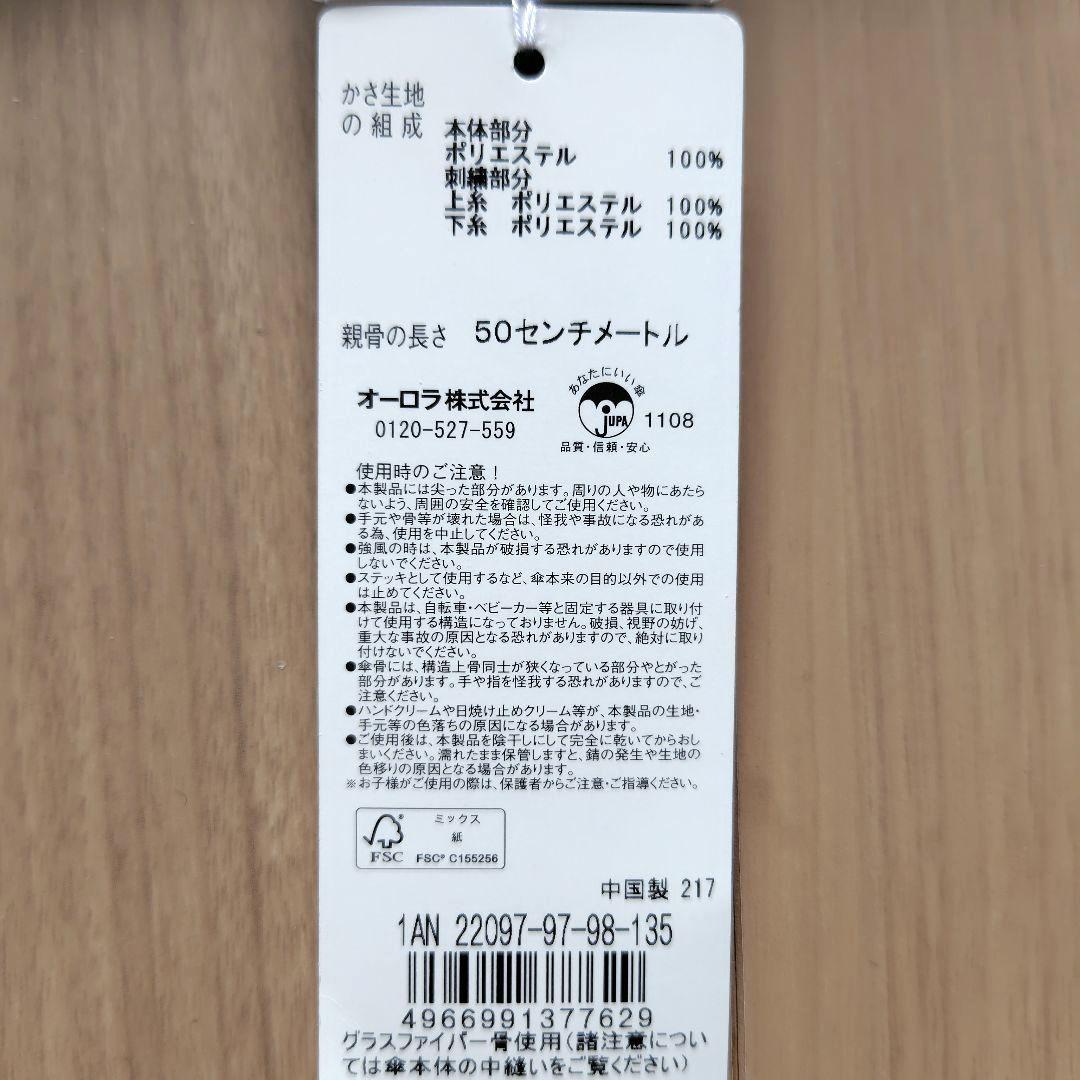 かさ生地
の組成
本体部分
ポリエステル 100%
刺繍部分
上糸 ポリエステル 100%
下糸 ポリエステル 100%
親骨の長さ 50センチメートル
オーロラ株式会社
0120-527-559
あなたにいい傘
JUPA
1108
品質・信頼・安心
使用時のご注意！
●本製品には尖った部分があります。周りの人や物にあたら
ないよう、周囲の安全を確認してご使用ください。
●手元や骨等が壊れた場合は、怪我や事故になる恐れがあ
る為、使用を中止してください。
●強風の時は、本製品が破損する恐れがありますので使用
しないでください。
●ステッキとして使用するなど、傘本来の目的以外での使用
は止めてください。
●本製品は、自転車・ベビーカー等と固定する器具に取り付
けて使用する構造になっておりません。破損、視野の妨げ、
重大な事故の原因となる恐れがありますので、絶対に取り
付けないでください。
●傘骨には、構造上骨同士が狭くなっている部分やとがった
部分があります。手や指を怪我する恐れがありますので、ご
注意ください。
●ハンドクリームや日焼け止めクリーム等が、本製品の生地・
手元等の色落ちの原因になる場合があります。
●ご使用後は、本製品を陰干しにして完全に乾いてからおし
まいください。濡れたまま保管しますと、錆の発生や生地の
色移りの原因となる場合があります。
※お子様がご使用の際は、保護者からご注意・ご指導ください。
ミックス
紙
FSC
FSC® C155256
中国製 217
1AN 22097-97-98-135
4966991377629
グラスファイバー骨使用（諸注意につい
ては傘本体の中縫いをご覧ください）